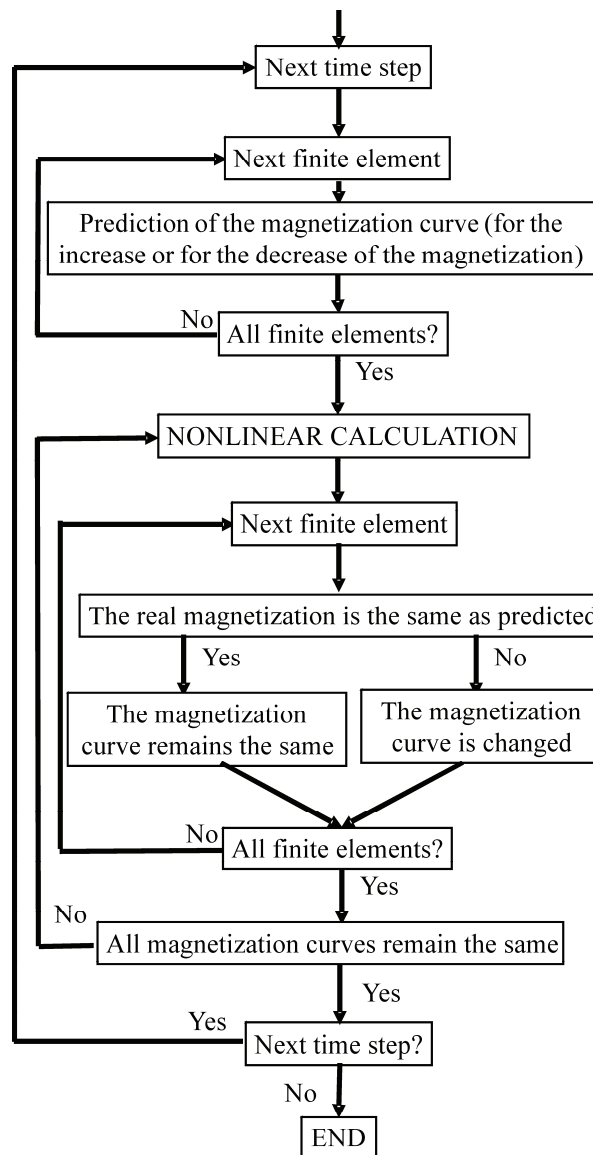 Next time step
Next finite element
Prediction of the magnetization curve (for the
increase or for the decrease of the magnetization)
No
All finite elements?
Yes
NONLINEAR CALCULATION
Next finite element
The real magnetization is the same as predicted
Yes
No
The magnetization
curve remains the same
The magnetization
curve is changed
No
All finite elements?
Yes
No
All magnetization curves remain the same
Yes
Yes
Next time step?
No
END